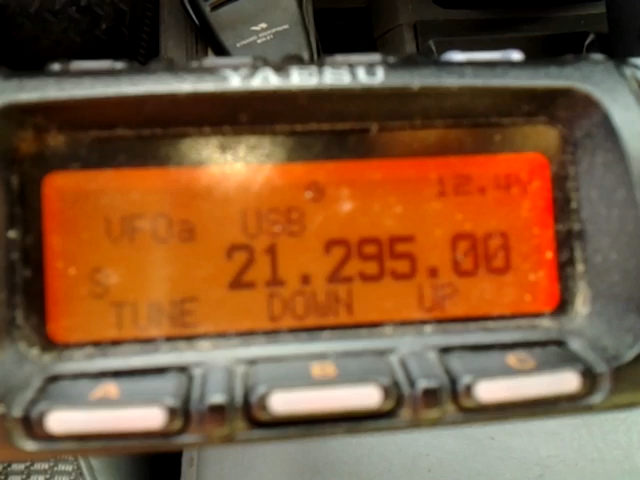 YAESU
12.4V
VFOa USB
21.295.00
S
TUNE DOWN UP
A B C